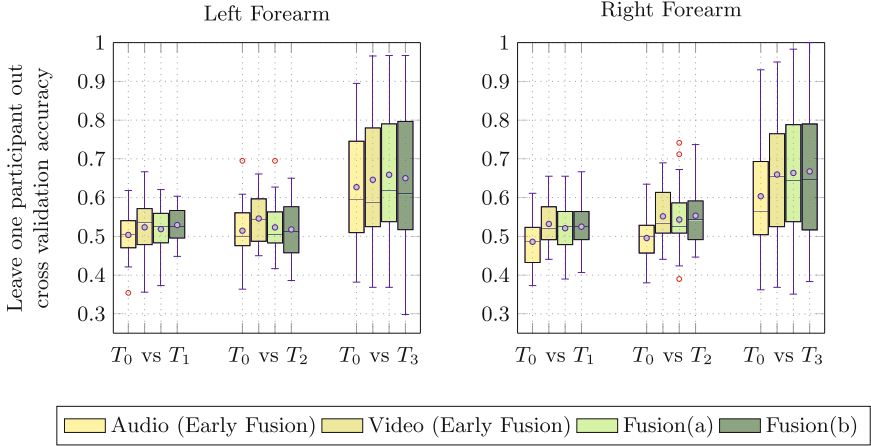 Left Forearm
Right Forearm
Leave one participant out
cross validation accuracy
1
0.9
0.8
0.7
0.6
0.5
0.4
0.3
T0 vs T1
T0 vs T2
T0 vs T3
1
0.9
0.8
0.7
0.6
0.5
0.4
0.3
T0 vs T1
T0 vs T2
T0 vs T3
Audio (Early Fusion) Video (Early Fusion) Fusion(a) Fusion(b)